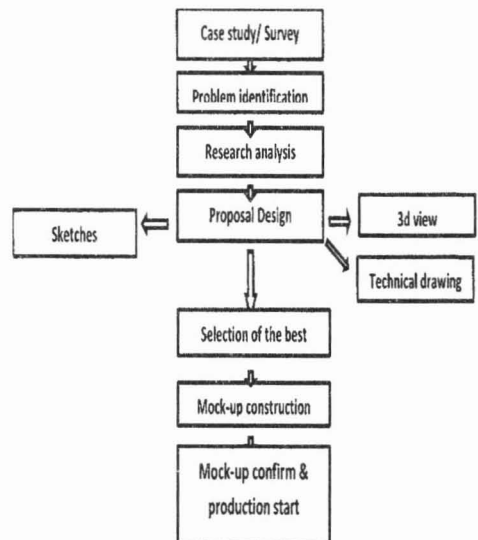 Case study/ Survey
Problem identification
Research analysis
Proposal Design
Sketches
3d view
Technical drawing
Selection of the best
Mock-up construction
Mock-up confirm &
production start